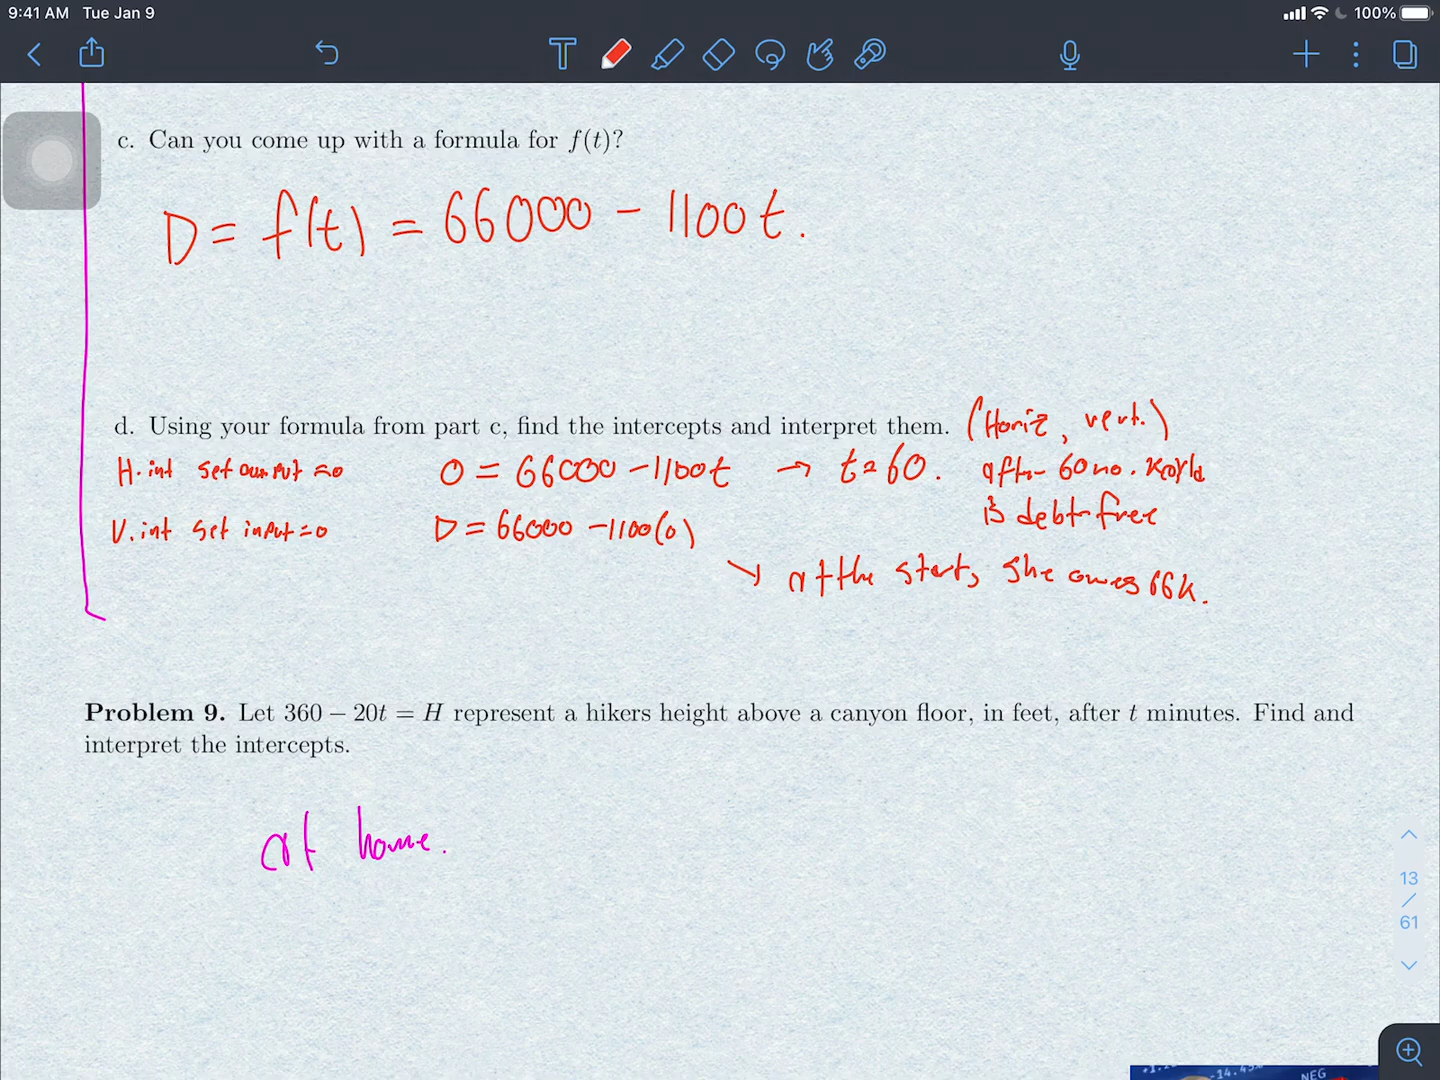 9:41 AM Tue Jan 9
100%
c. Can you come up with a formula for f(t)?
D = f(t) = 66000 - 1100t.
d. Using your formula from part c, find the intercepts and interpret them. (Horiz, vert.)
H. int set output = 0 0 = 66000 - 1100t → t = 60. after 60 mo.
is debt-free
V. int set input = 0 D = 66000 - 1100(0)
↘ at the start, she owes 66k.
Problem 9. Let 360 − 20t = H represent a hikers height above a canyon floor, in feet, after t minutes. Find and
interpret the intercepts.
at home.
13
/
61
-14.45%
NEG